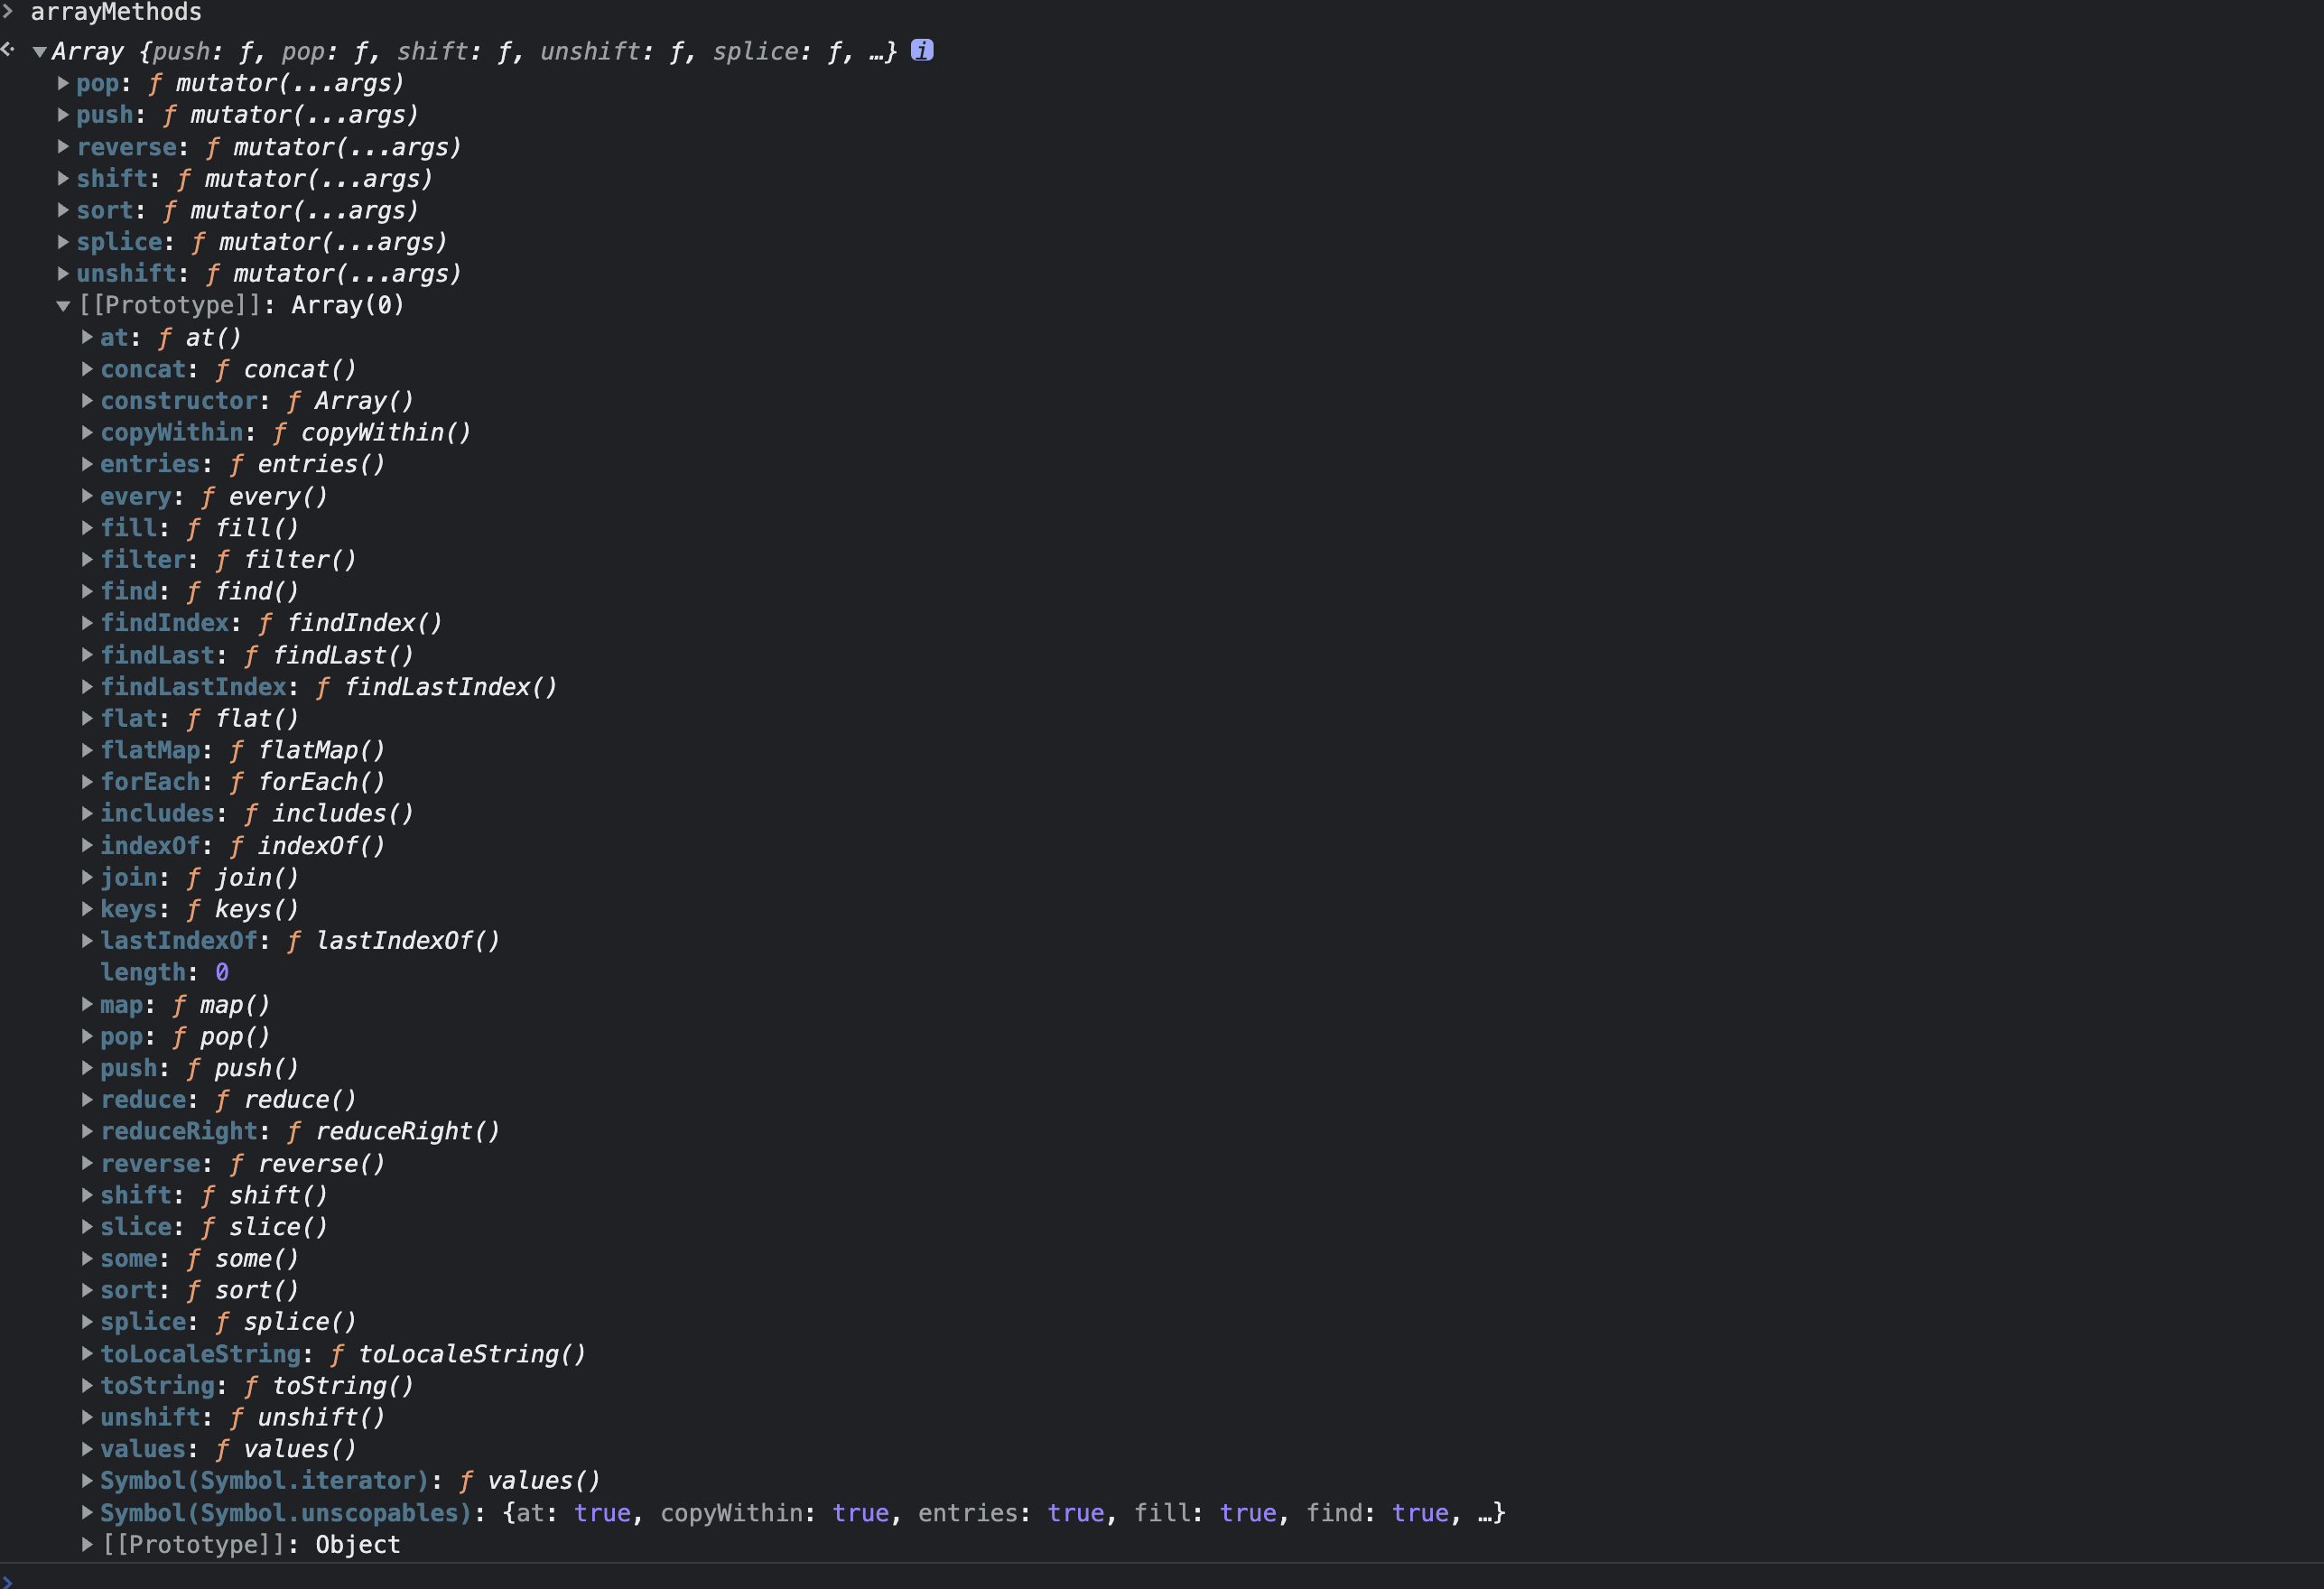 > arrayMethods
Array {push: ƒ, pop: ƒ, shift: ƒ, unshift: ƒ, splice: ƒ, …} i
pop: ƒ mutator(...args)
push: ƒ mutator(...args)
reverse: ƒ mutator(...args)
shift: ƒ mutator(...args)
sort: ƒ mutator(...args)
splice: ƒ mutator(...args)
unshift: ƒ mutator(...args)
[[Prototype]]: Array(0)
at: ƒ at()
concat: ƒ concat()
constructor: ƒ Array()
copyWithin: ƒ copyWithin()
entries: ƒ entries()
every: ƒ every()
fill: ƒ fill()
filter: ƒ filter()
find: ƒ find()
findIndex: ƒ findIndex()
findLast: ƒ findLast()
findLastIndex: ƒ findLastIndex()
flat: ƒ flat()
flatMap: ƒ flatMap()
forEach: ƒ forEach()
includes: ƒ includes()
indexOf: ƒ indexOf()
join: ƒ join()
keys: ƒ keys()
lastIndexOf: ƒ lastIndexOf()
length: 0
map: ƒ map()
pop: ƒ pop()
push: ƒ push()
reduce: ƒ reduce()
reduceRight: ƒ reduceRight()
reverse: ƒ reverse()
shift: ƒ shift()
slice: ƒ slice()
some: ƒ some()
sort: ƒ sort()
splice: ƒ splice()
toLocaleString: ƒ toLocaleString()
toString: ƒ toString()
unshift: ƒ unshift()
values: ƒ values()
Symbol(Symbol.iterator): ƒ values()
Symbol(Symbol.unscopables): {at: true, copyWithin: true, entries: true, fill: true, find: true, …}
[[Prototype]]: Object